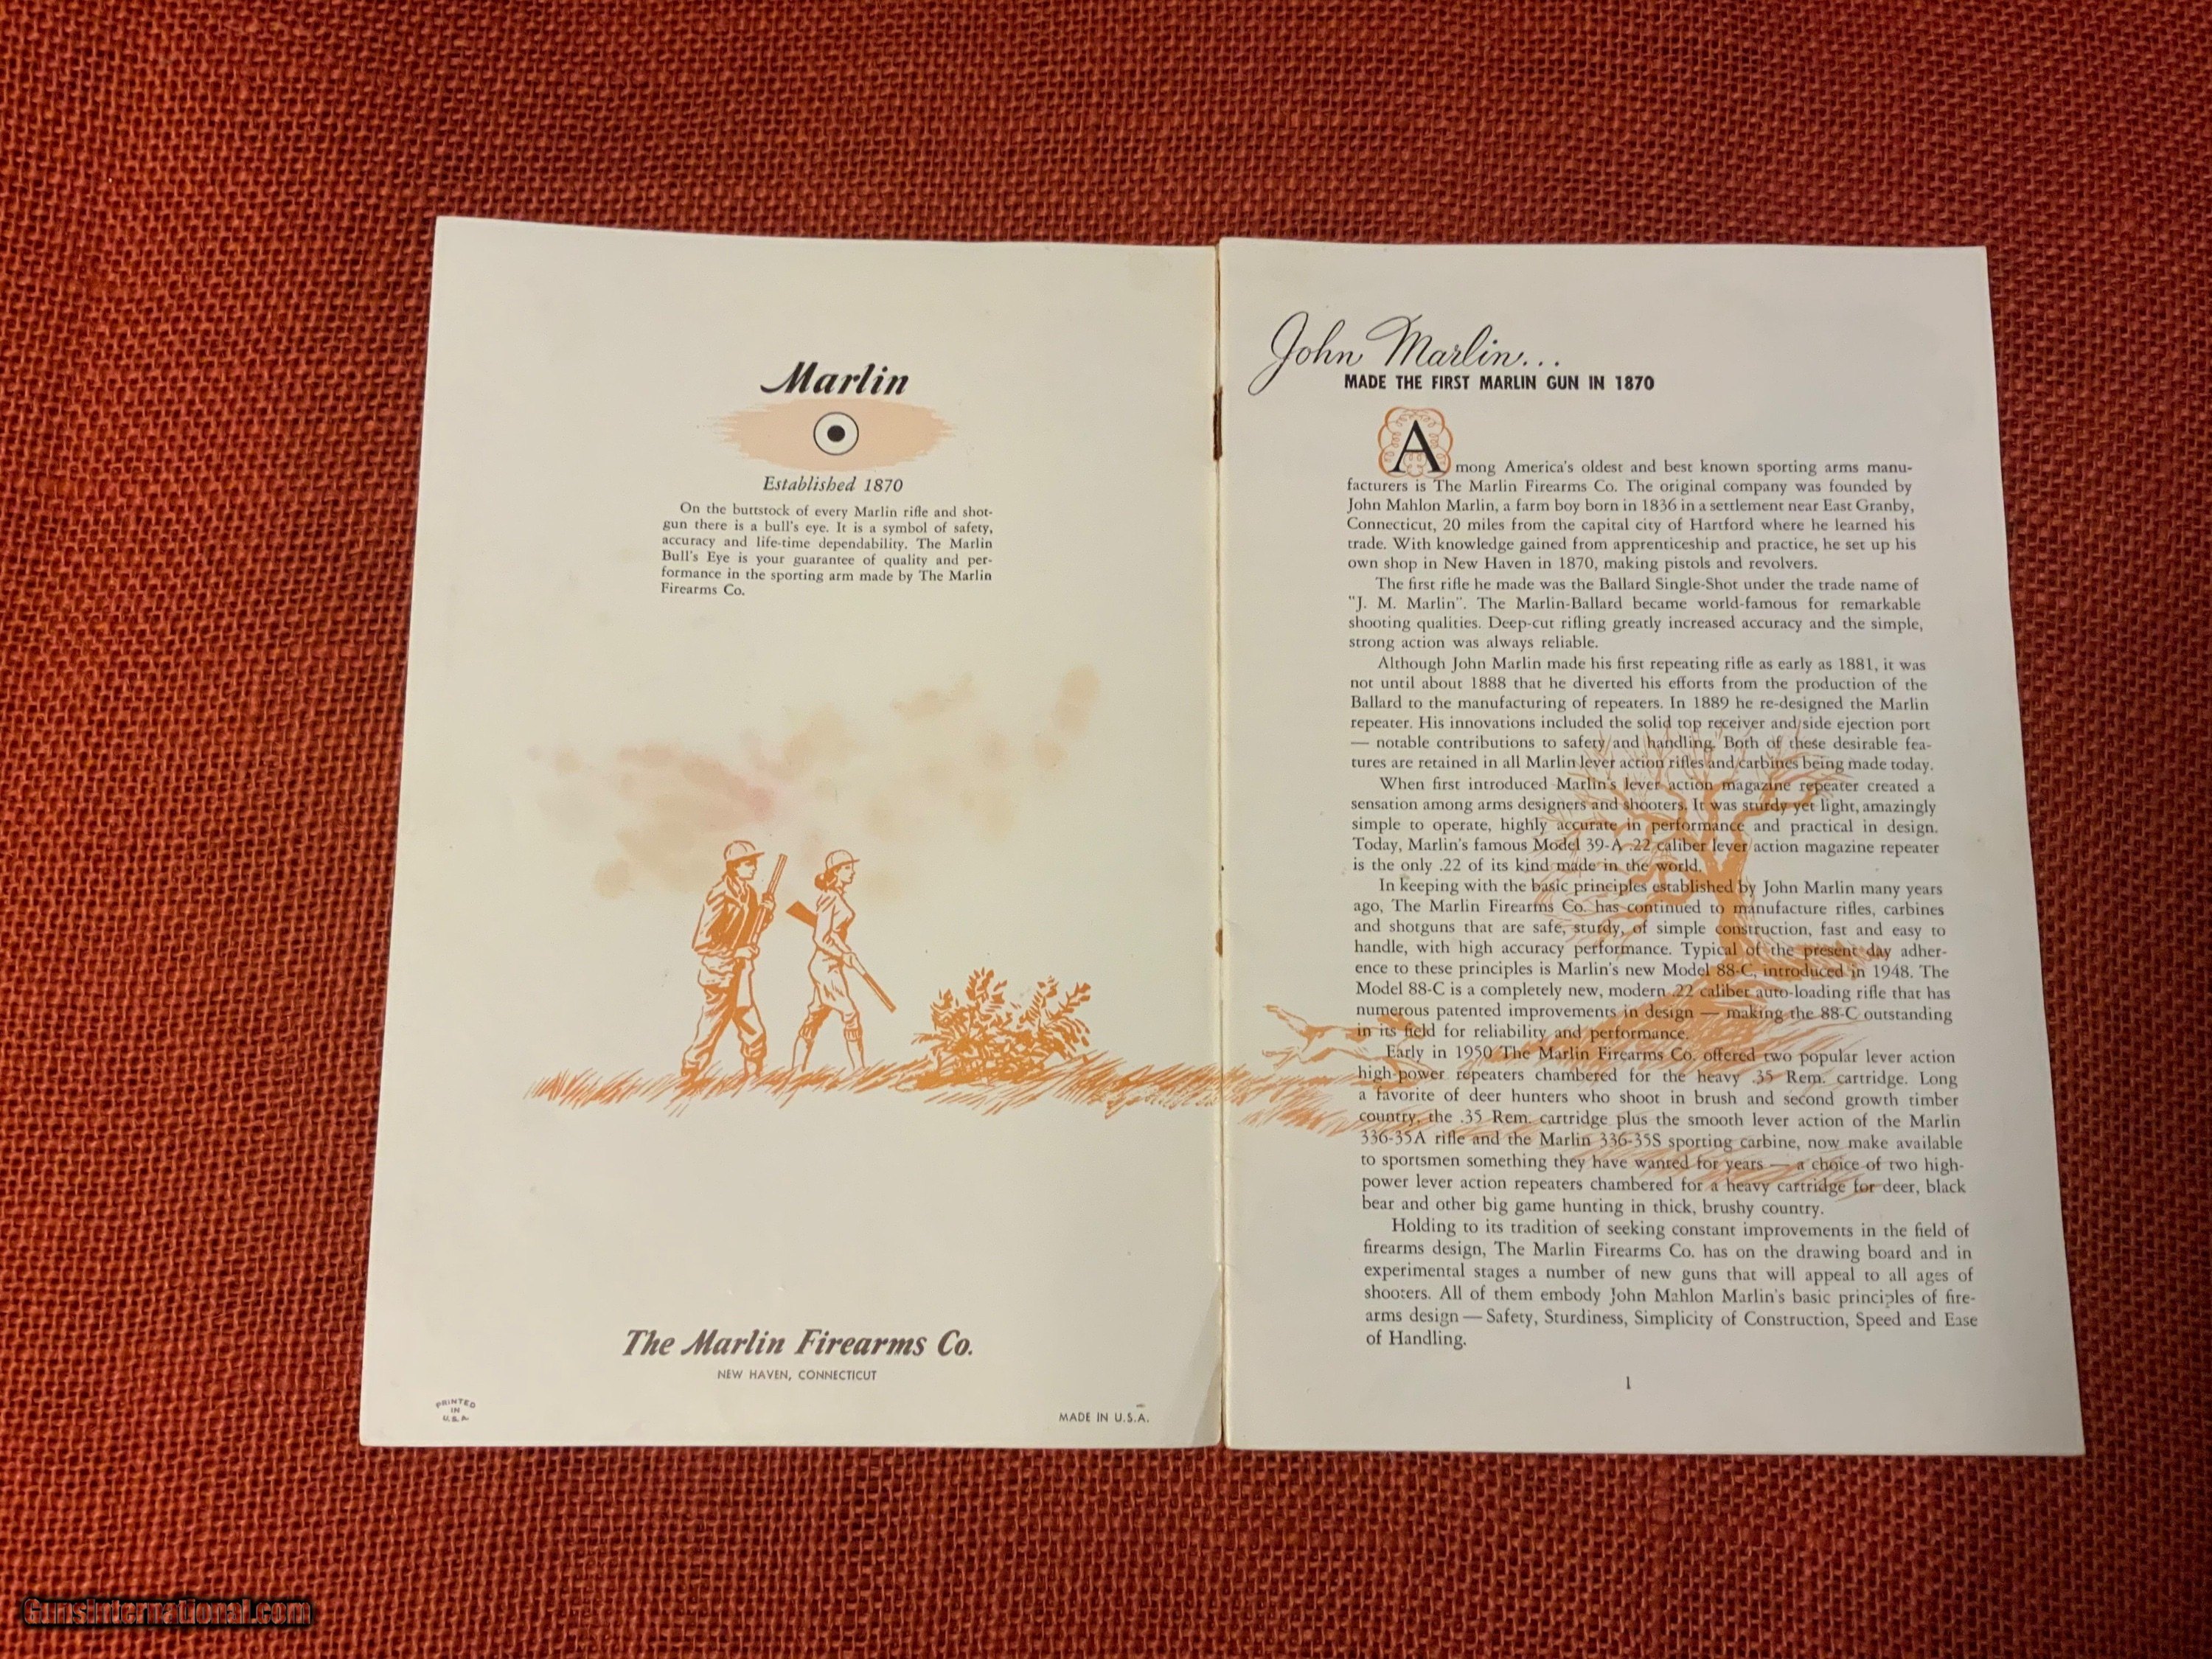 Marlin
Established 1870
On the buttstock of every Marlin rifle and shot-
gun there is a bull's eye. It is a symbol of safety,
accuracy and life-time dependability. The Marlin
Bull's Eye is your guarantee of quality and per-
formance in the sporting arm made by The Marlin
Firearms Co.
The Marlin Firearms Co.
NEW HAVEN, CONNECTICUT
PRINTED
IN
U.S.A.
MADE IN U.S.A.
John Marlin...
MADE THE FIRST MARLIN GUN IN 1870
Among America's oldest and best known sporting arms manu-
facturers is The Marlin Firearms Co. The original company was founded by
John Mahlon Marlin, a farm boy born in 1836 in a settlement near East Granby,
Connecticut, 20 miles from the capital city of Hartford where he learned his
trade. With knowledge gained from apprenticeship and practice, he set up his
own shop in New Haven in 1870, making pistols and revolvers.
The first rifle he made was the Ballard Single-Shot under the trade name of
"J. M. Marlin". The Marlin-Ballard became world-famous for remarkable
shooting qualities. Deep-cut rifling greatly increased accuracy and the simple,
strong action was always reliable.
Although John Marlin made his first repeating rifle as early as 1881, it was
not until about 1888 that he diverted his efforts from the production of the
Ballard to the manufacturing of repeaters. In 1889 he re-designed the Marlin
repeater. His innovations included the solid top receiver and side ejection port
— notable contributions to safety and handling. Both of these desirable fea-
tures are retained in all Marlin lever action rifles and carbines being made today.
When first introduced Marlin's lever action magazine repeater created a
sensation among arms designers and shooters. It was sturdy yet light, amazingly
simple to operate, highly accurate in performance and practical in design.
Today, Marlin's famous Model 39-A .22 caliber lever action magazine repeater
is the only .22 of its kind made in the world.
In keeping with the basic principles established by John Marlin many years
ago, The Marlin Firearms Co. has continued to manufacture rifles, carbines
and shotguns that are safe, sturdy, of simple construction, fast and easy to
handle, with high accuracy performance. Typical of the present day adher-
ence to these principles is Marlin's new Model 88-C, introduced in 1948. The
Model 88-C is a completely new, modern .22 caliber auto-loading rifle that has
numerous patented improvements in design — making the 88-C outstanding
in its field for reliability and performance.
Early in 1950 The Marlin Firearms Co. offered two popular lever action
high-power repeaters chambered for the heavy .35 Rem. cartridge. Long
a favorite of deer hunters who shoot in brush and second growth timber
country, the .35 Rem. cartridge plus the smooth lever action of the Marlin
336-35A rifle and the Marlin 336-35S sporting carbine, now make available
to sportsmen something they have wanted for years — a choice of two high-
power lever action repeaters chambered for a heavy cartridge for deer, black
bear and other big game hunting in thick, brushy country.
Holding to its tradition of seeking constant improvements in the field of
firearms design, The Marlin Firearms Co. has on the drawing board and in
experimental stages a number of new guns that will appeal to all ages of
shooters. All of them embody John Mahlon Marlin's basic principles of fire-
arms design — Safety, Sturdiness, Simplicity of Construction, Speed and Ease
of Handling.
1
GunsInternational.com